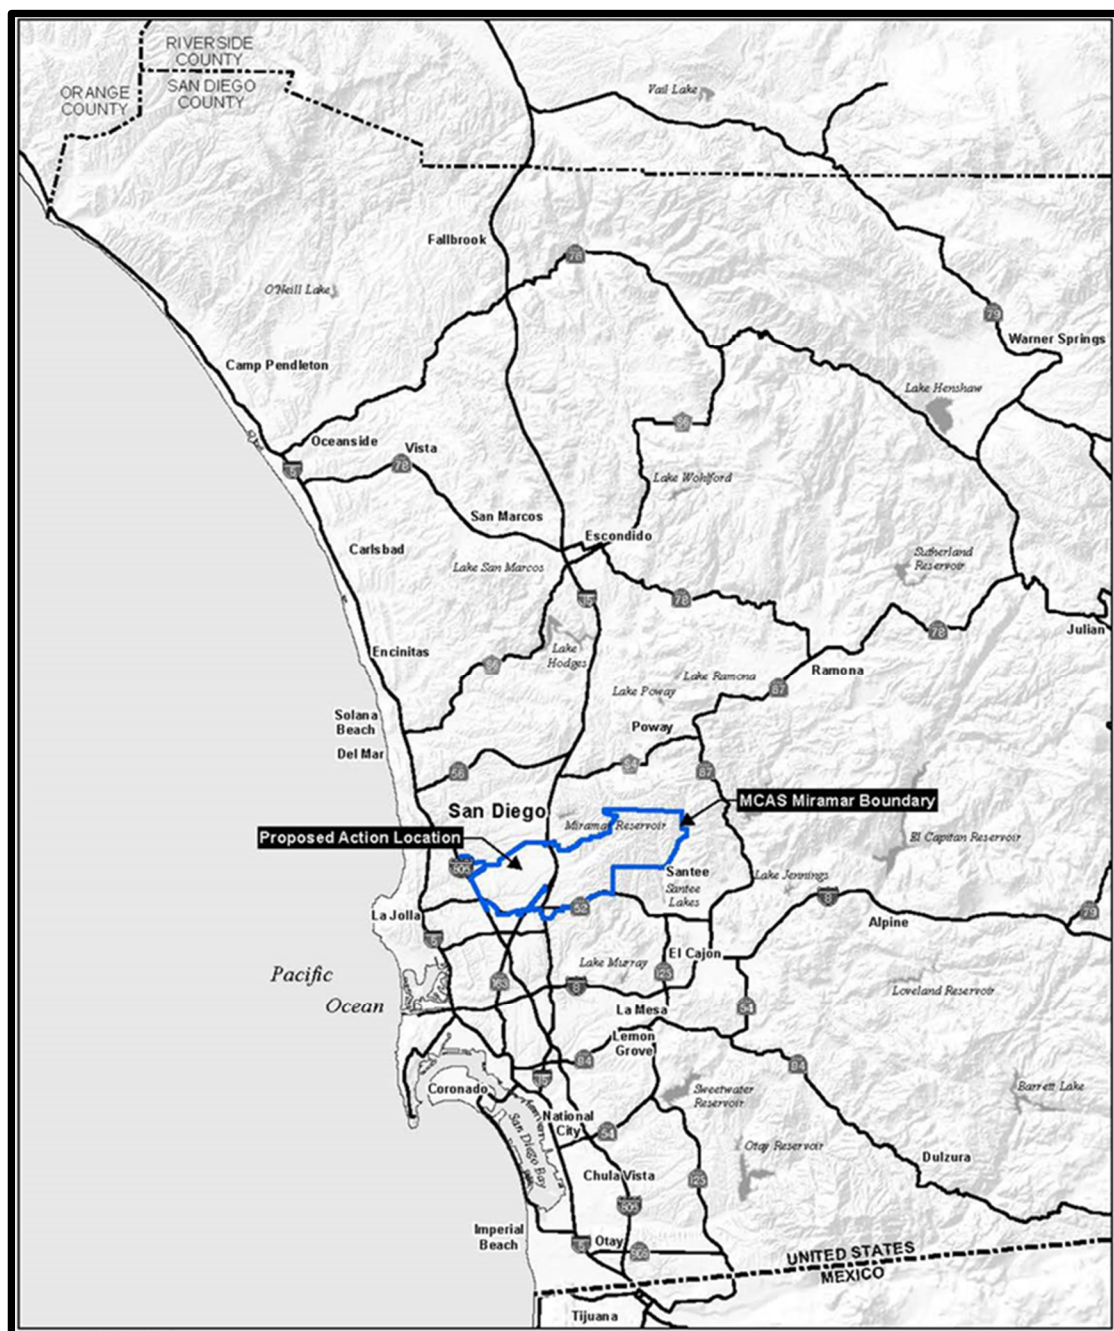 RIVERSIDE
COUNTY
ORANGE
COUNTY
SAN DIEGO
COUNTY
Vail Lake
Fallbrook
78
O'Neill Lake
79
Warner Springs
Camp Pendleton
Lake Henshaw
Oceanside
Vista
5
78
Lake Wohlford
San Marcos
Escondido
Carlsbad
Lake San Marcos
Sutherland
Reservoir
15
78
78
Julian
Encinitas
Lake
Hodges
Ramona
Lake Ramona
67
Lake Poway
Solana
Beach
Poway
Del Mar
56
67
MCAS Miramar Boundary
San Diego
Miramar Reservoir
Proposed Action Location
El Capitan Reservoir
805
Santee
Santee
Lakes
Lake Jennings
8
52
La Jolla
79
Alpine
5
El Cajon
Lake Murray
Pacific
Ocean
125
163
8
Loveland Reservoir
La Mesa
54
Lemon
Grove
94
94
15
Coronado
Sweetwater
Reservoir
Barrett Lake
National
City
San Diego Bay
54
Otay Reservoir
Dulzura
Chula Vista
125
805
Imperial
Beach
5
Otay
905
UNITED STATES
MEXICO
Tijuana